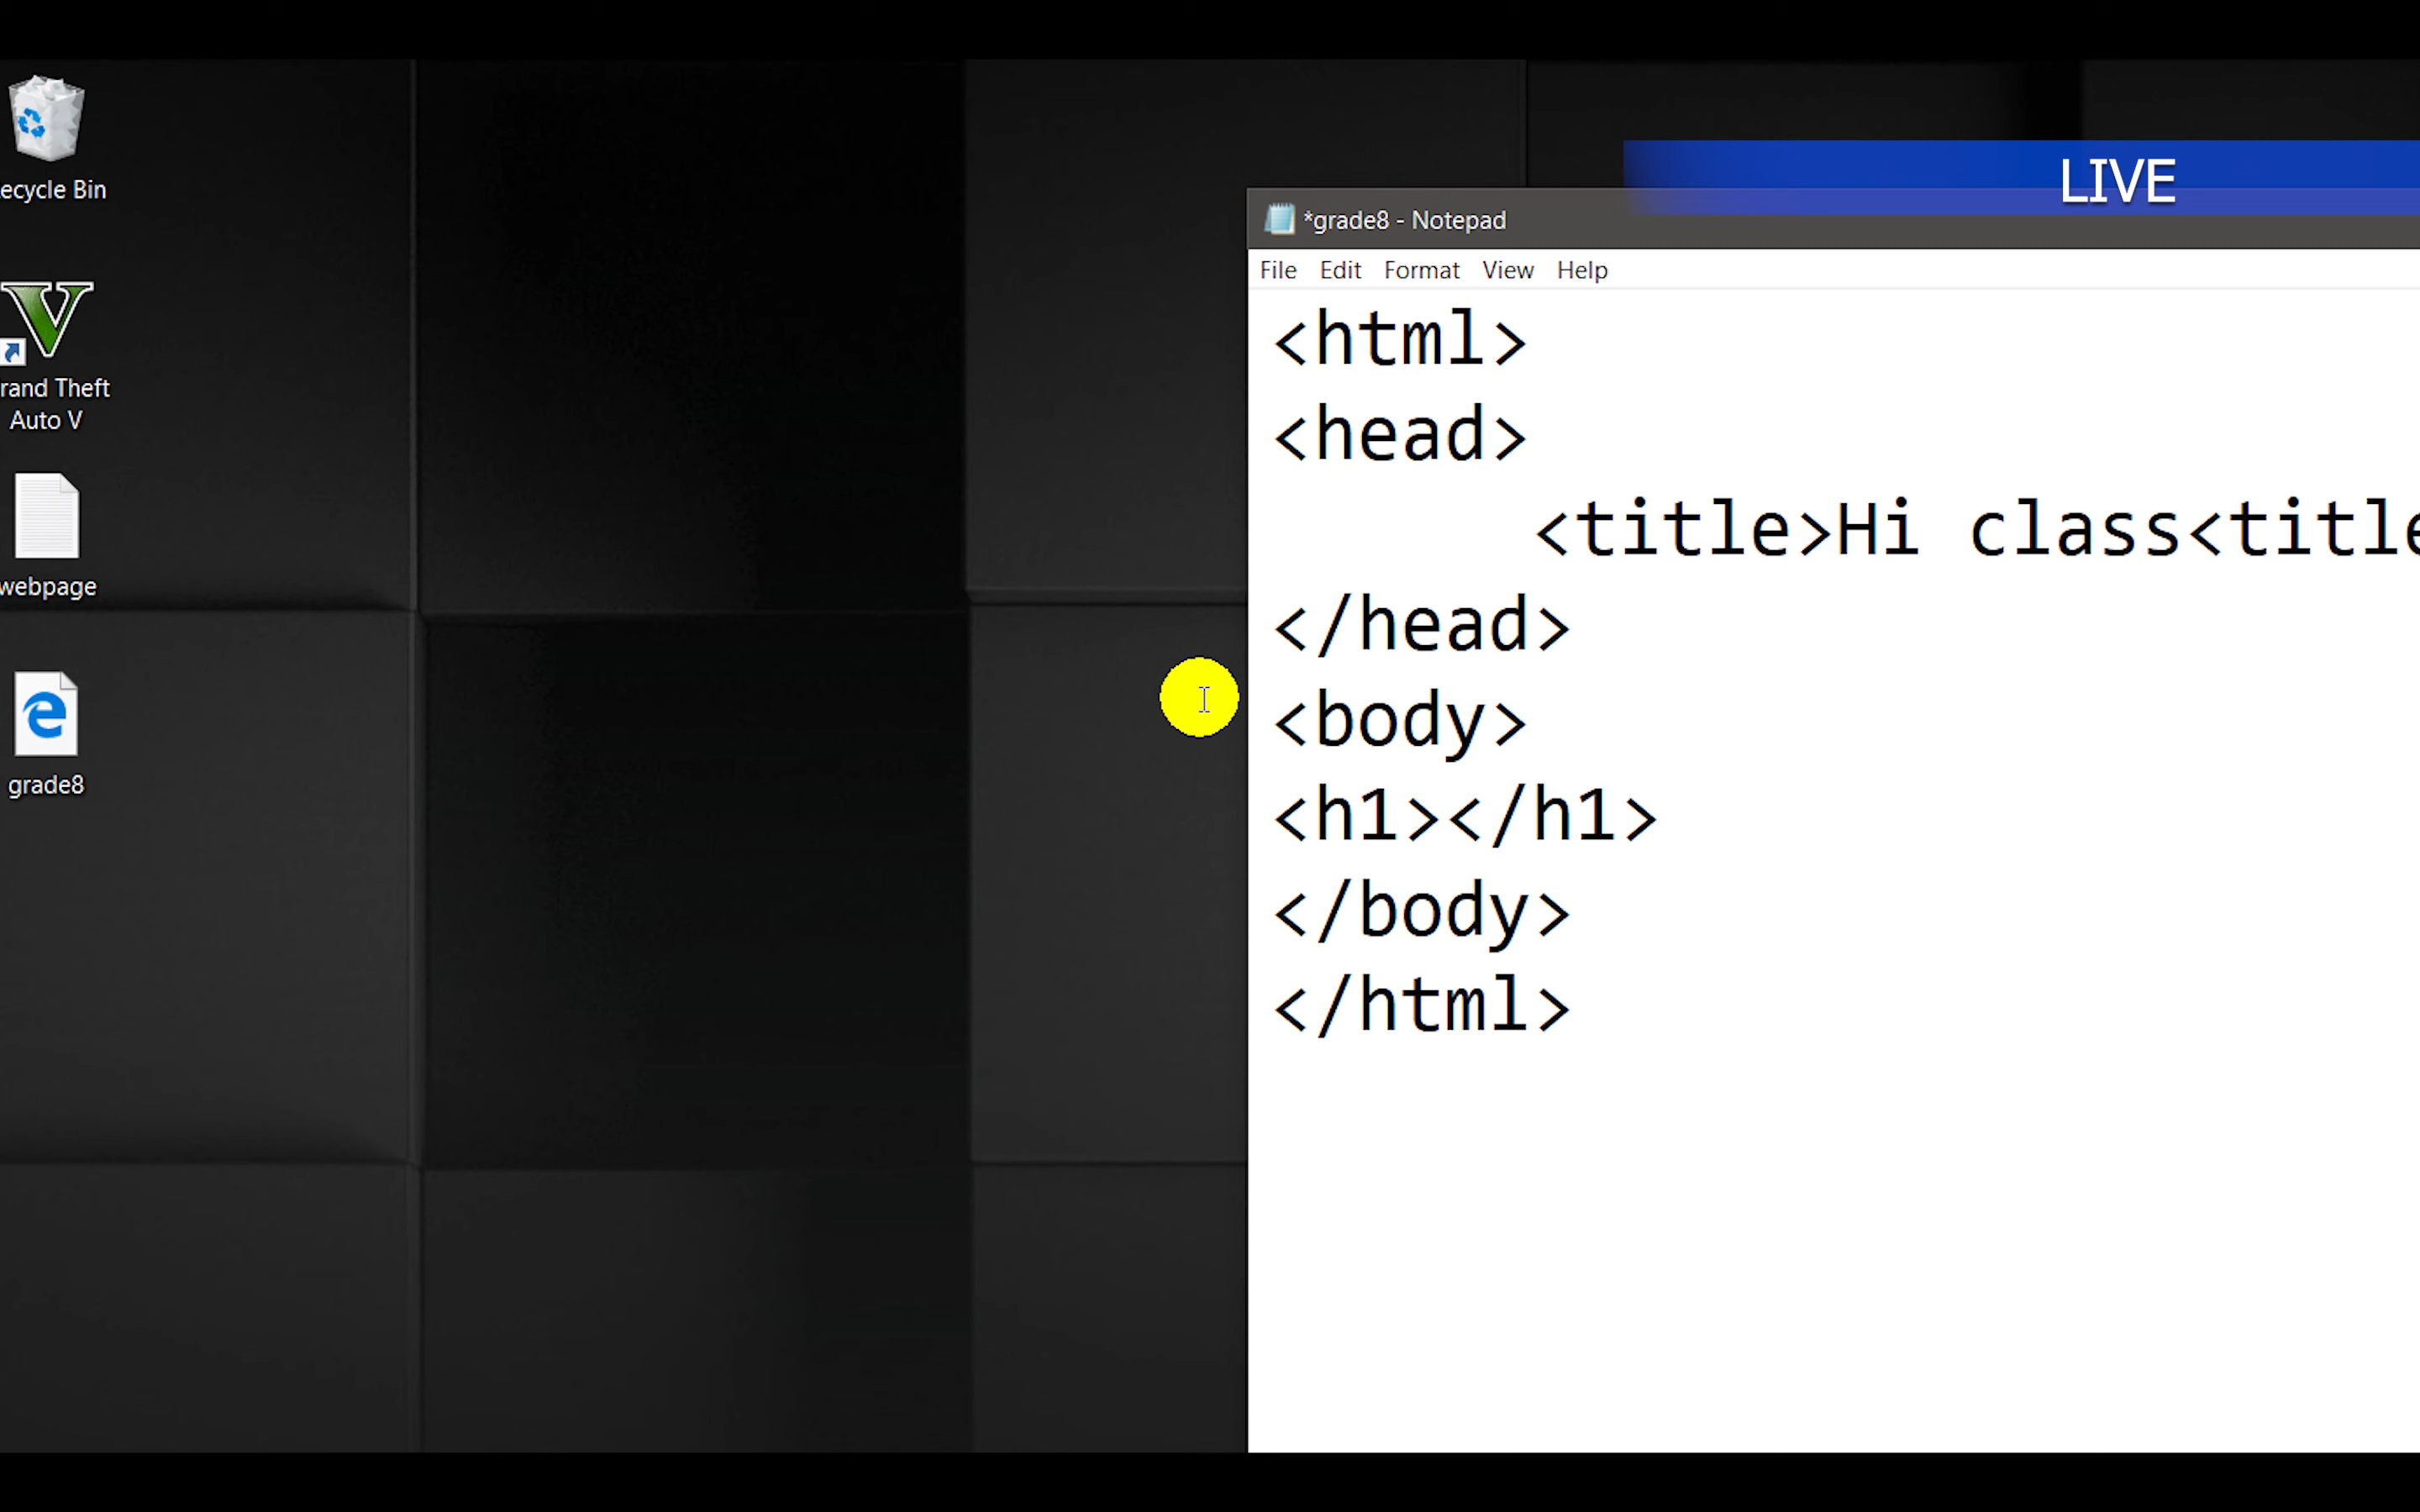 ecycle Bin
rand Theft
Auto V
webpage
grade8
LIVE
*grade8 - Notepad
File Edit Format View Help
<html>
<head>
<title>Hi class<title
</head>
<body>
<h1></h1>
</body>
</html>